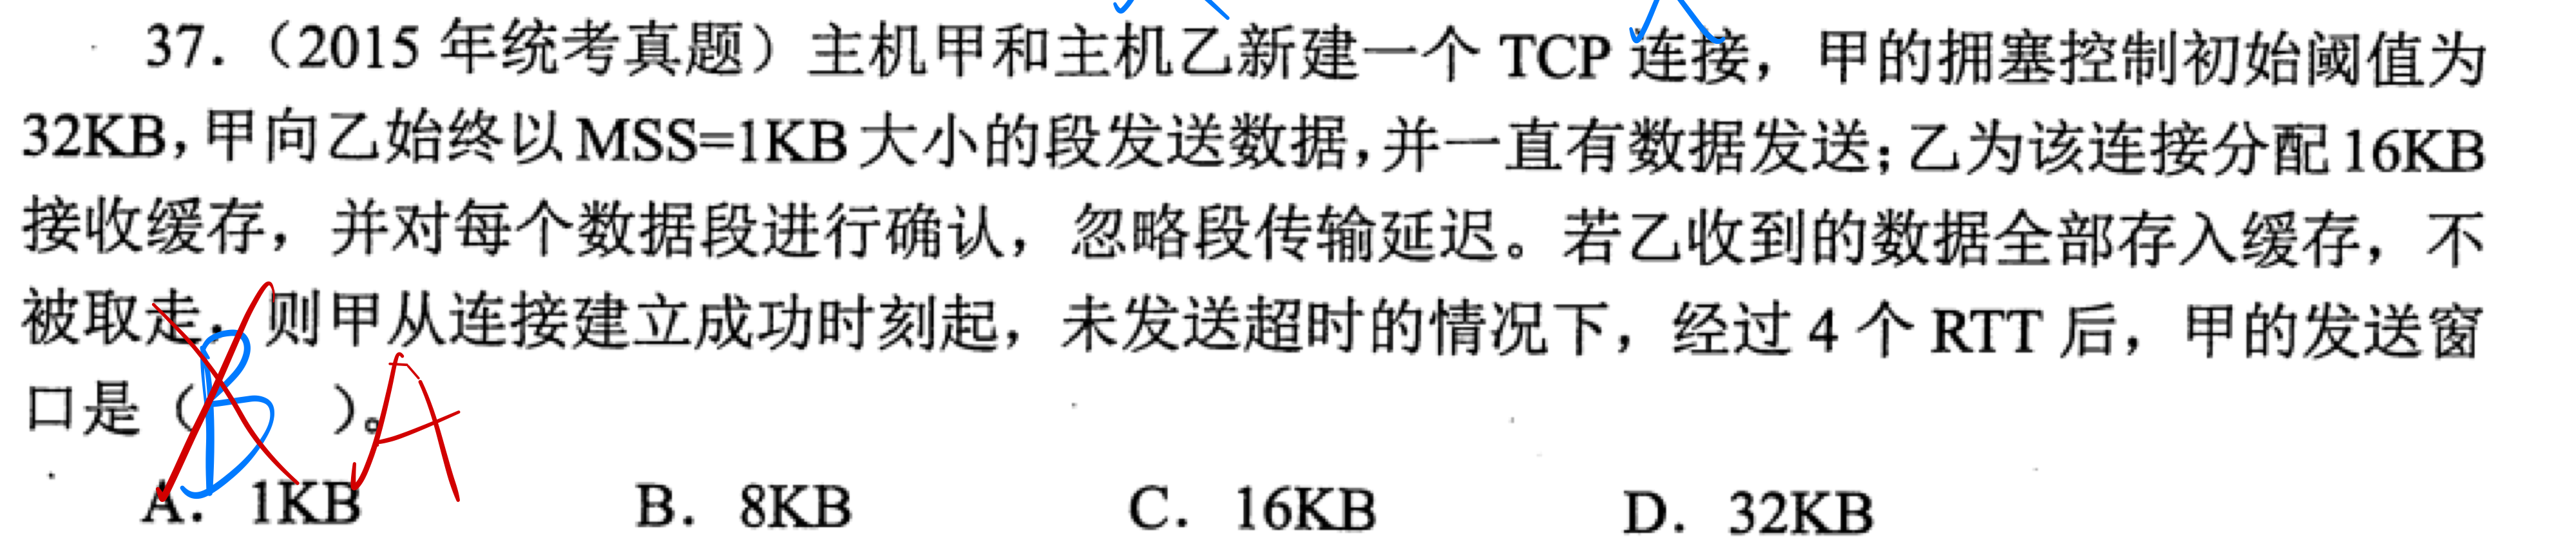 37.（2015 年统考真题）主机甲和主机乙新建一个 TCP 连接，甲的拥塞控制初始阈值为
32KB，甲向乙始终以 MSS=1KB 大小的段发送数据，并一直有数据发送；乙为该连接分配 16KB
接收缓存，并对每个数据段进行确认，忽略段传输延迟。若乙收到的数据全部存入缓存，不
被取走，则甲从连接建立成功时刻起，未发送超时的情况下，经过 4 个 RTT 后，甲的发送窗
口是（ B ）。 A
A. 1KB B. 8KB C. 16KB D. 32KB